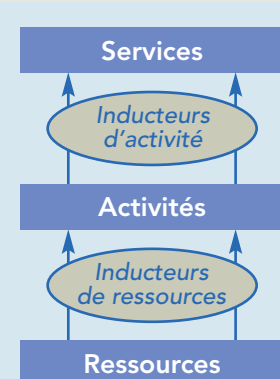 Services
Inducteurs
d'activité
Activités
Inducteurs
de ressources
Ressources